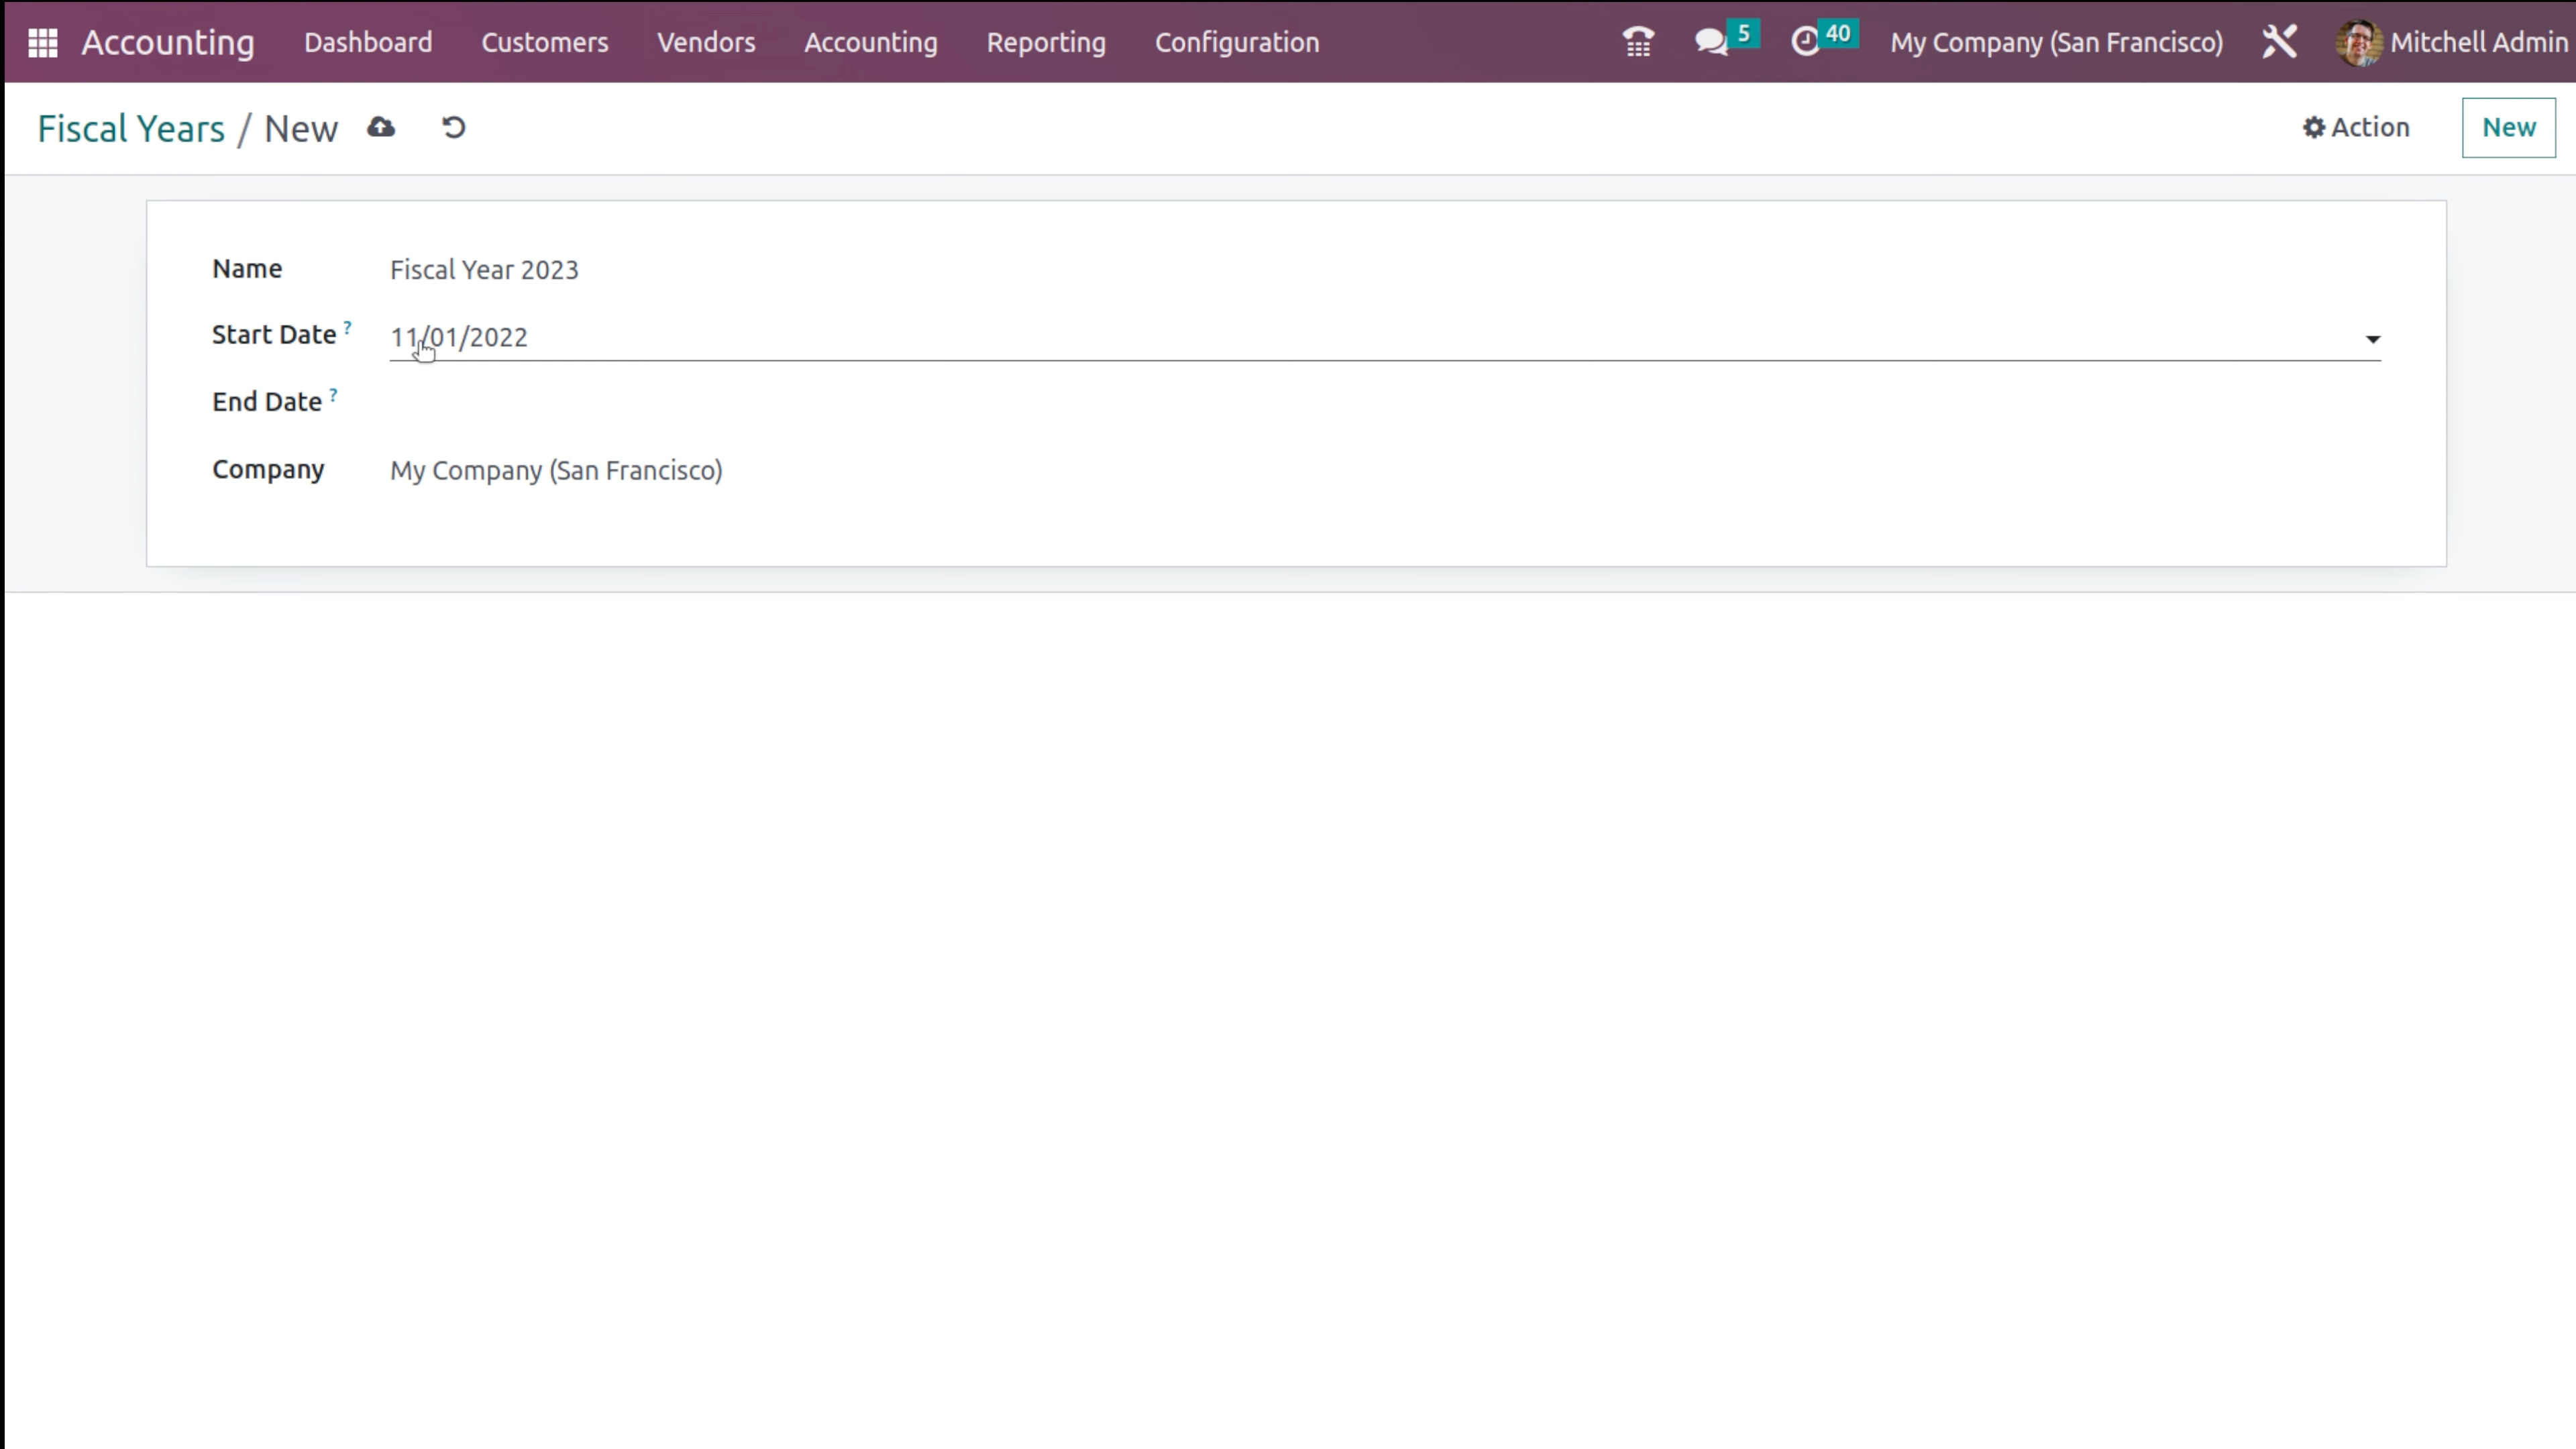 Accounting Dashboard Customers Vendors Accounting Reporting Configuration 5 40 My Company (San Francisco) Mitchell Admin
Fiscal Years / New Action New
Name Fiscal Year 2023
Start Date ? 11/01/2022
End Date ?
Company My Company (San Francisco)